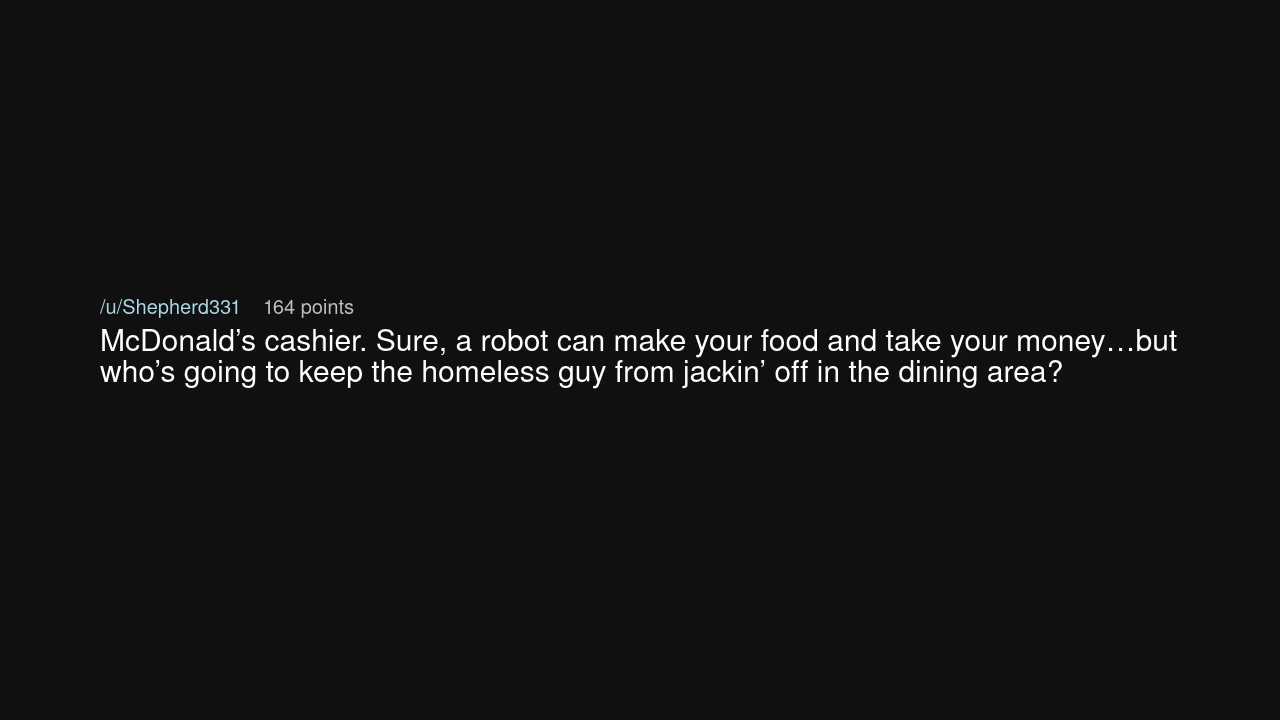 /u/Shepherd331 164 points
McDonald’s cashier. Sure, a robot can make your food and take your money…but
who’s going to keep the homeless guy from jackin’ off in the dining area?